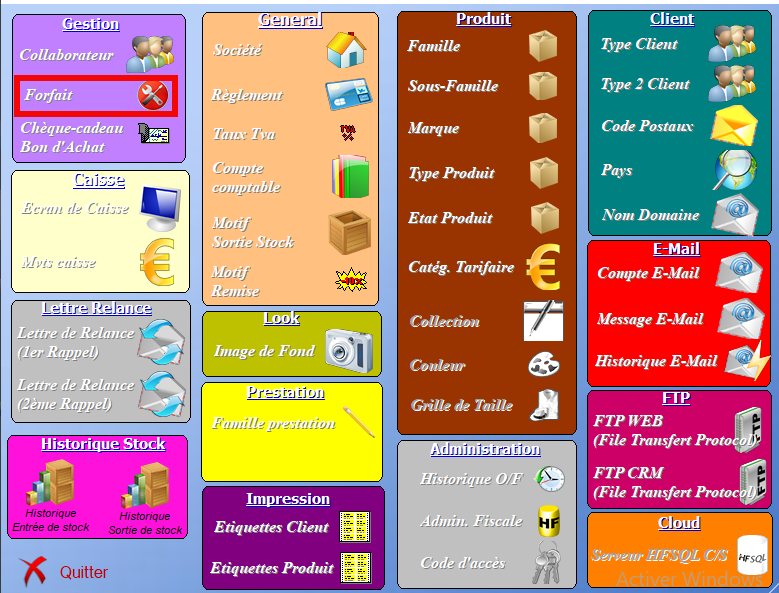 Gestion
Collaborateur
Forfait
Chèque-cadeau
Bon d'Achat
Caisse
Ecran de Caisse
Mvts caisse
Lettre Relance
Lettre de Relance
(1er Rappel)
Lettre de Relance
(2ème Rappel)
Historique Stock
Historique
Entrée de stock
Historique
Sortie de stock
Quitter
General
Société
Règlement
Taux Tva
TVA
%
Compte
comptable
Motif
Sortie Stock
Motif
Remise
-10%
Look
Image de Fond
Prestation
Famille prestation
Impression
Etiquettes Client
Etiquettes Produit
Produit
Famille
Sous-Famille
Marque
Type Produit
Etat Produit
Catég. Tarifaire
Collection
Couleur
Grille de Taille
Administration
Historique O/F
Admin. Fiscale
HF
Code d'accès
Client
Type Client
Type 2 Client
Code Postaux
Pays
Nom Domaine
E-Mail
Compte E-Mail
Message E-Mail
Historique E-Mail
FTP
FTP WEB
(File Transfert Protocol)
FTP
FTP CRM
(File Transfert Protocol)
FTP
Cloud
Serveur HFSQL C/S
HFSQL
Activer Windows